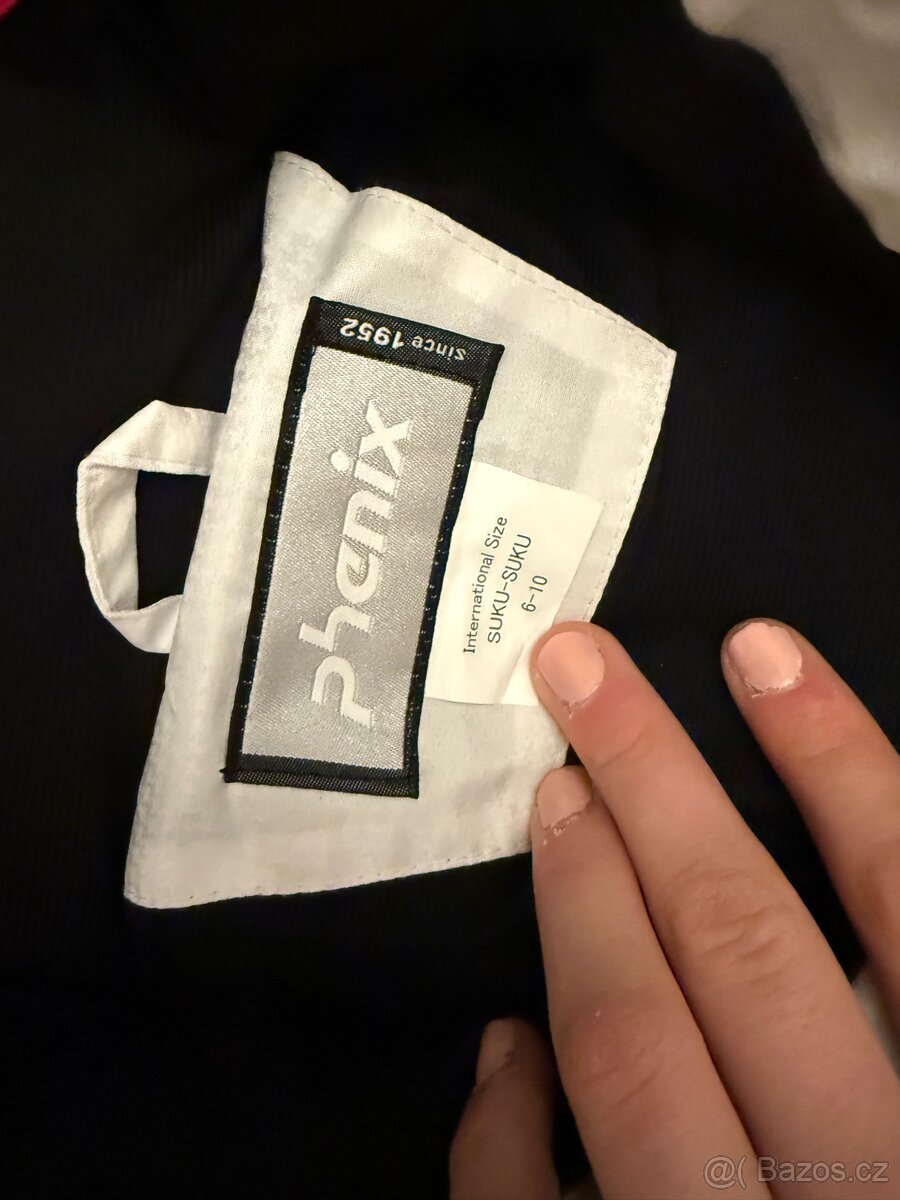 since 1952
phenix
International Size
SUKU-SUKU
6-10
@( Bazos.cz